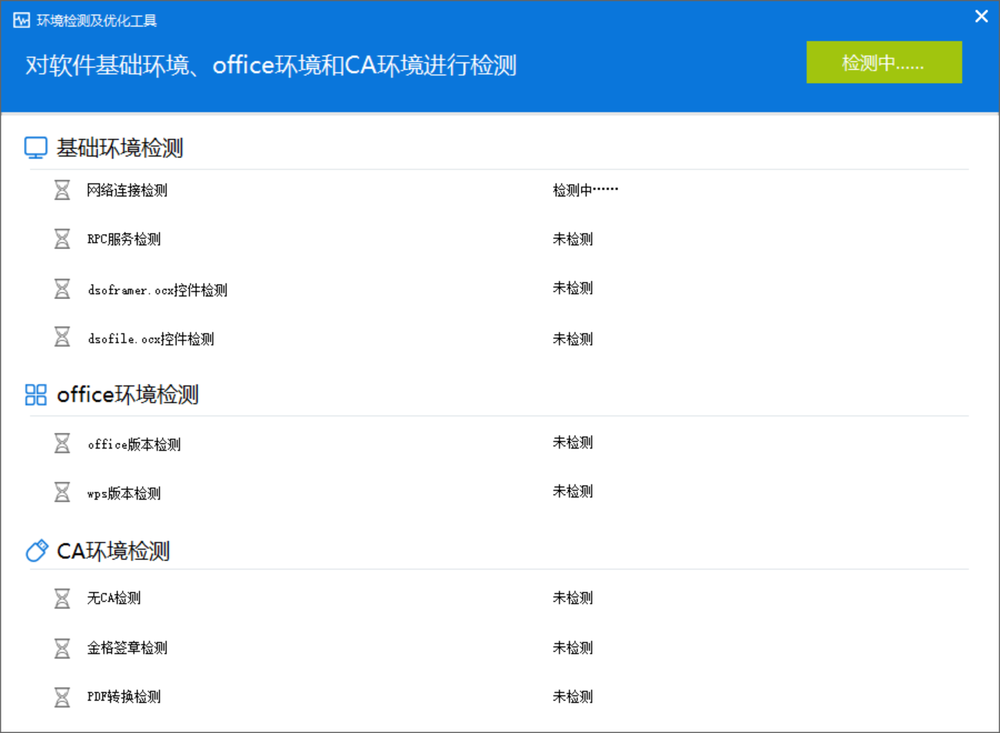 环境检测及优化工具
对软件基础环境、office环境和CA环境进行检测
检测中......
基础环境检测
网络连接检测 检测中······
RPC服务检测 未检测
dsoframer.ocx控件检测 未检测
dsofile.ocx控件检测 未检测
office环境检测
office版本检测 未检测
wps版本检测 未检测
CA环境检测
无CA检测 未检测
金格签章检测 未检测
PDF转换检测 未检测